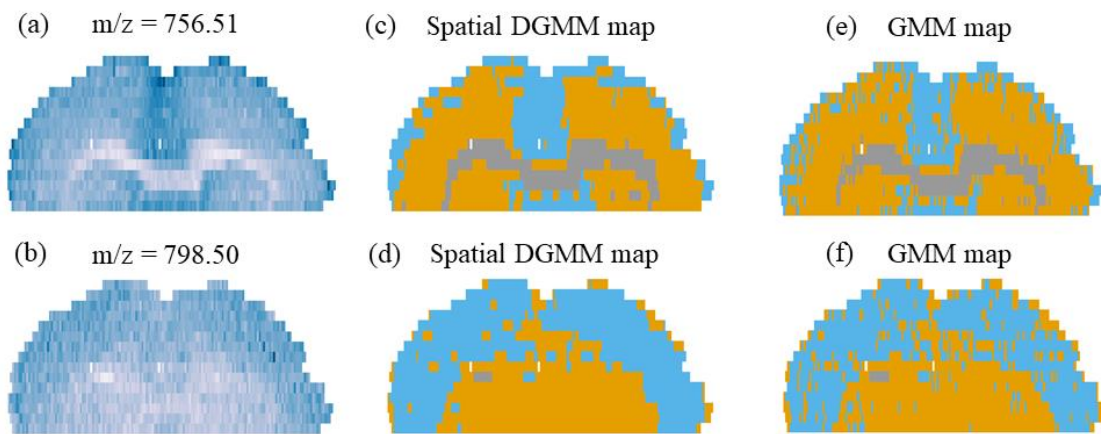 (a) m/z = 756.51
(c) Spatial DGMM map
(e) GMM map
(b) m/z = 798.50
(d) Spatial DGMM map
(f) GMM map